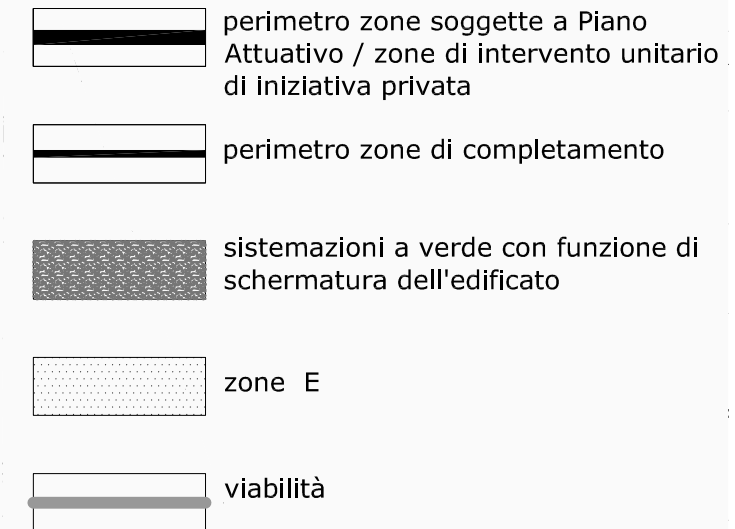 perimetro zone soggette a Piano
Attuativo / zone di intervento unitario
di iniziativa privata
perimetro zone di completamento
sistemazioni a verde con funzione di
schermatura dell'edificato
zone E
viabilità